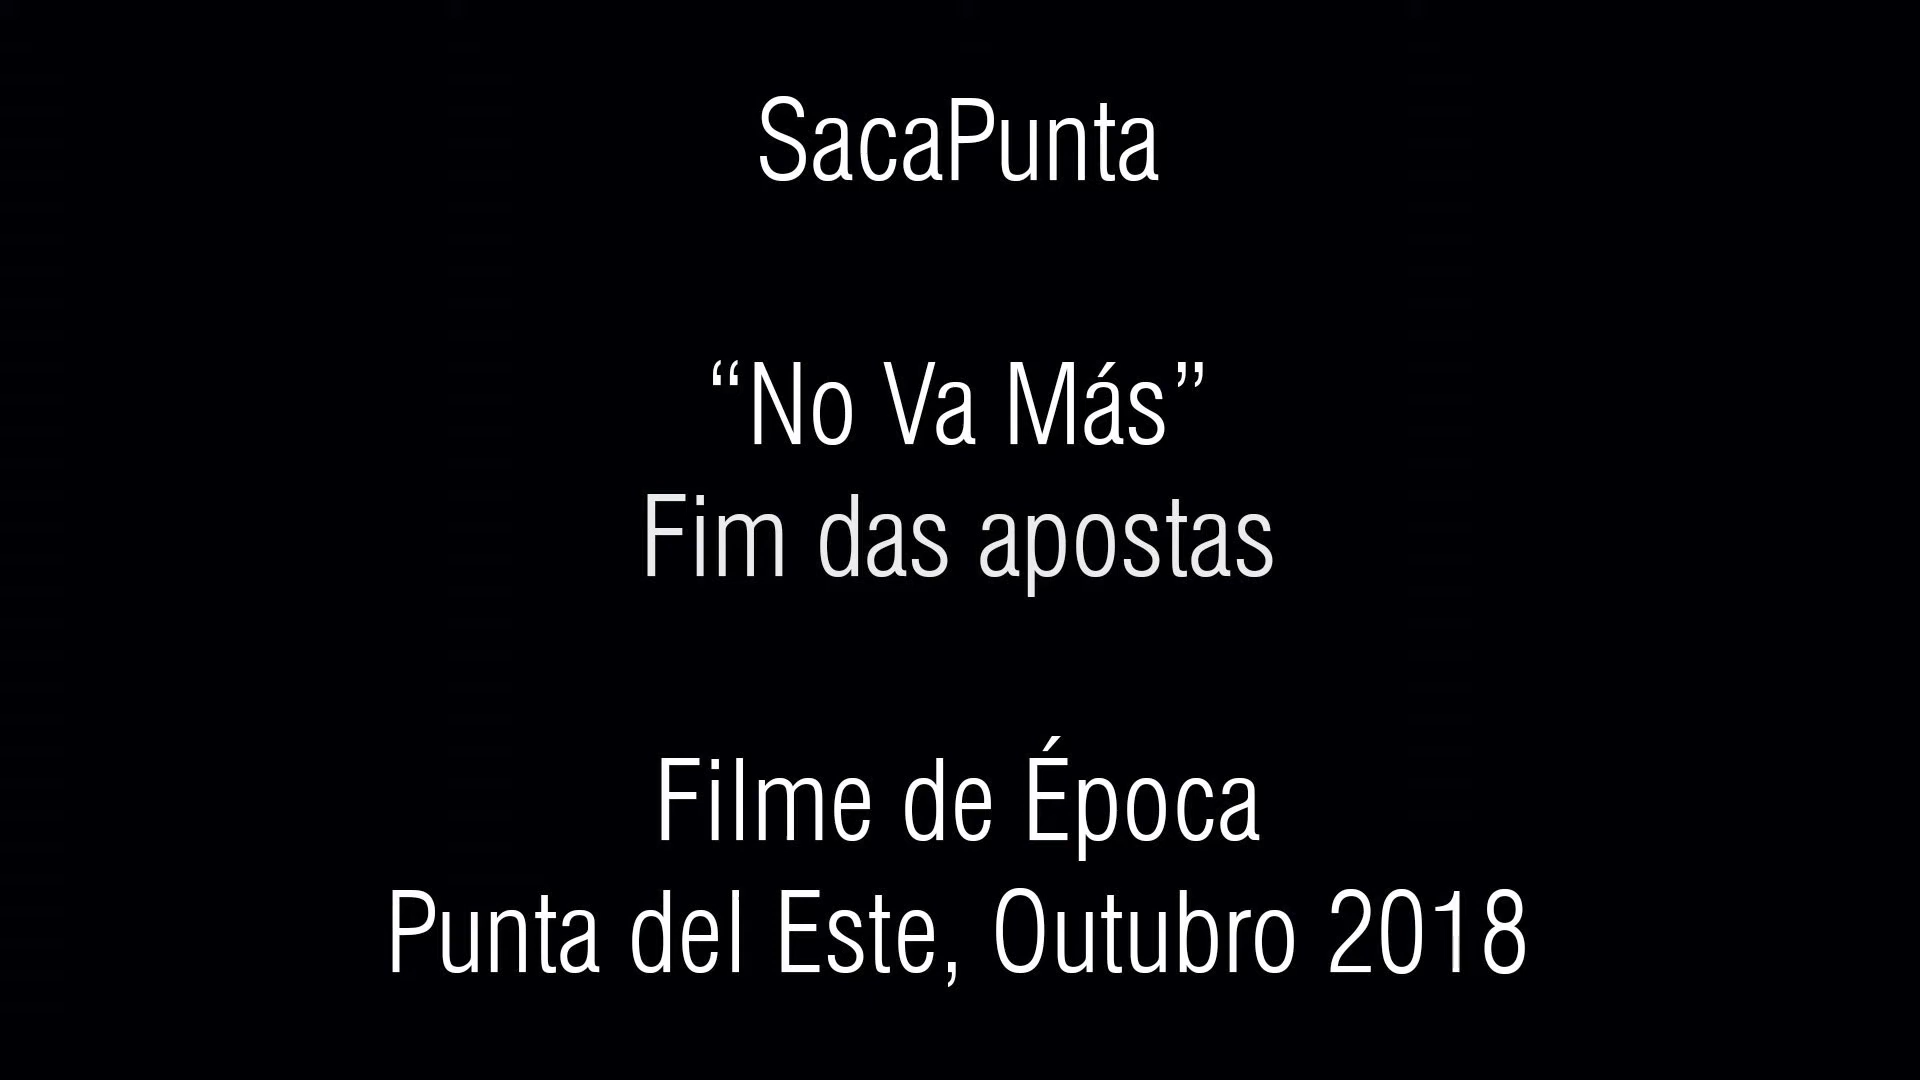 SacaPunta
“No Va Más”
Fim das apostas
Filme de Época
Punta del Este, Outubro 2018